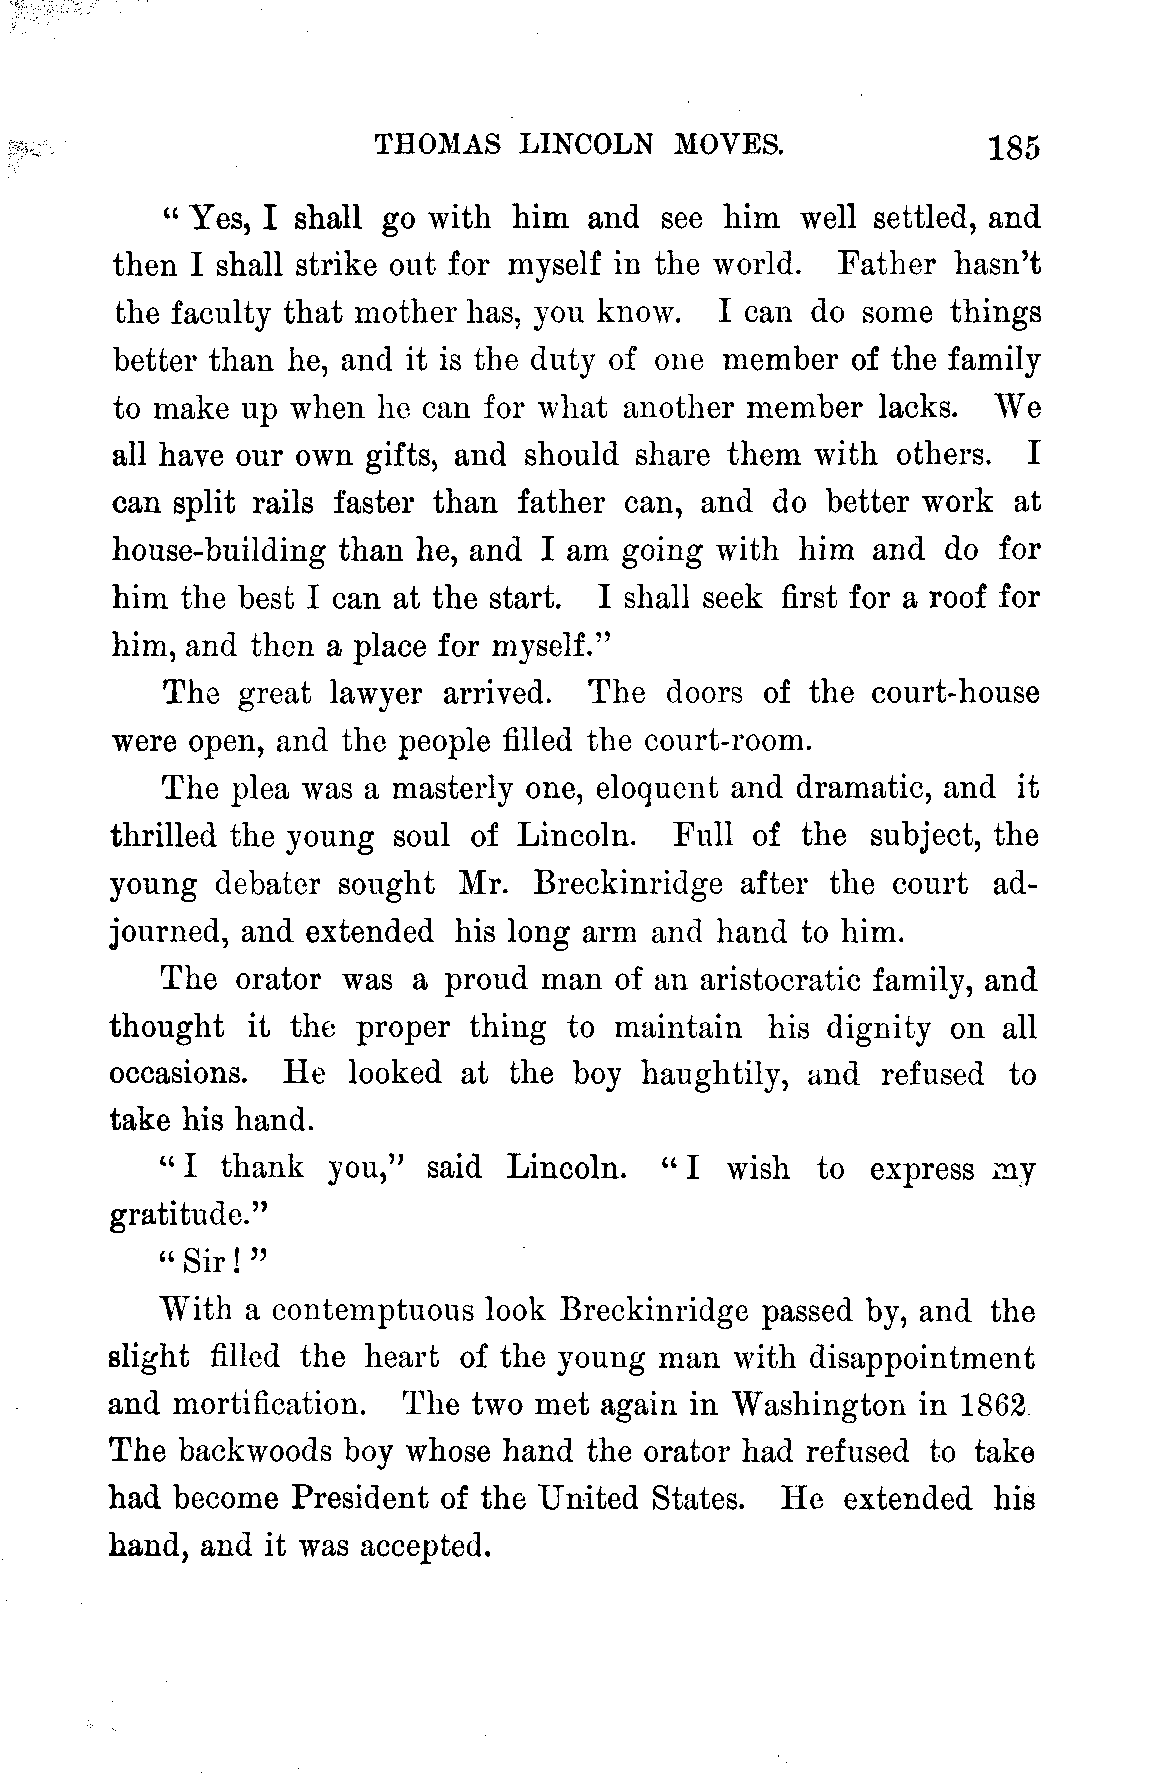 THOMAS LINCOLN MOVES. 185
“ Yes, I shall go with him and see him well settled, and
then I shall strike out for myself in the world. Father hasn’t
the faculty that mother has, you know. I can do some things
better than he, and it is the duty of one member of the family
to make up when he can for what another member lacks. We
all have our own gifts, and should share them with others. I
can split rails faster than father can, and do better work at
house-building than he, and I am going with him and do for
him the best I can at the start. I shall seek first for a roof for
him, and then a place for myself.”
The great lawyer arrived. The doors of the court-house
were open, and the people filled the court-room.
The plea was a masterly one, eloquent and dramatic, and it
thrilled the young soul of Lincoln. Full of the subject, the
young debater sought Mr. Breckinridge after the court ad-
journed, and extended his long arm and hand to him.
The orator was a proud man of an aristocratic family, and
thought it the proper thing to maintain his dignity on all
occasions. He looked at the boy haughtily, and refused to
take his hand.
“ I thank you,” said Lincoln. “ I wish to express my
gratitude.”
“ Sir ! ”
With a contemptuous look Breckinridge passed by, and the
slight filled the heart of the young man with disappointment
and mortification. The two met again in Washington in 1862.
The backwoods boy whose hand the orator had refused to take
had become President of the United States. He extended his
hand, and it was accepted.